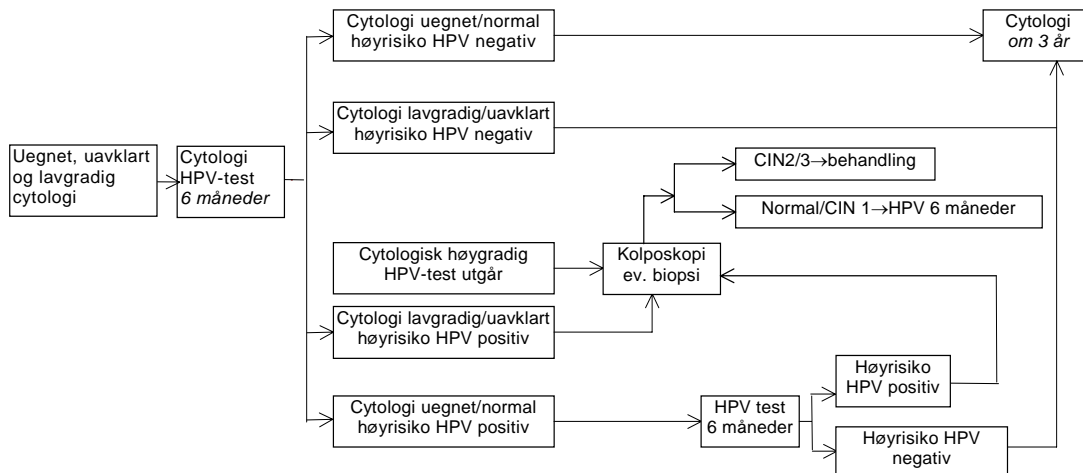 Cytologi uegnet/normal
høyrisiko HPV negativ
Cytologi
om 3 år
Cytologi lavgradig/uavklart
høyrisiko HPV negativ
Uegnet, uavklart
og lavgradig
cytologi
Cytologi
HPV-test
6 måneder
CIN2/3→behandling
Normal/CIN 1→HPV 6 måneder
Cytologisk høygradig
HPV-test utgår
Kolposkopi
ev. biopsi
Cytologi lavgradig/uavklart
høyrisiko HPV positiv
Cytologi uegnet/normal
høyrisiko HPV positiv
HPV test
6 måneder
Høyrisiko
HPV positiv
Høyrisiko HPV
negativ